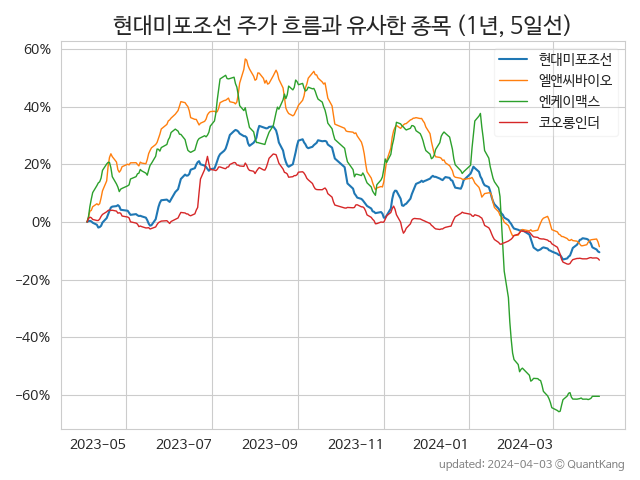 현대미포조선 주가 흐름과 유사한 종목 (1년, 5일선)
60%
40%
20%
0%
−20%
−40%
−60%
현대미포조선
엘앤씨바이오
엔케이맥스
코오롱인더
2023-05 2023-07 2023-09 2023-11 2024-01 2024-03
updated: 2024-04-03 © QuantKang